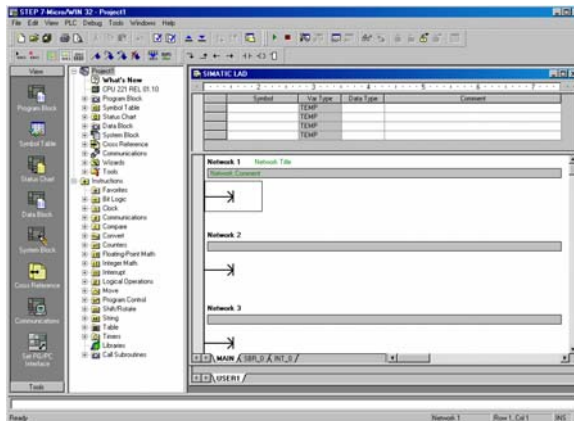 STEP 7-Micro/WIN 32 - Project1
File Edit View PLC Debug Tools Windows Help
View
Program Block
Symbol Table
Status Chart
Data Block
System Block
Cross Reference
Communications
Set PG/PC Interface
Tools
Project1
What's New
CPU 221 REL 01.10
Program Block
Symbol Table
Status Chart
Data Block
System Block
Cross Reference
Communications
Wizards
Tools
Instructions
Favorites
Bit Logic
Clock
Communications
Compare
Convert
Counters
Floating-Point Math
Integer Math
Interrupt
Logical Operations
Move
Program Control
Shift/Rotate
String
Table
Timers
Libraries
Call Subroutines
SIMATIC LAD
Symbol Var Type Data Type Comment
TEMP
TEMP
TEMP
TEMP
Network 1 Network Title
Network Comment
Network 2
Network 3
MAIN SBR_0 INT_0
USER1
Ready Network 1 Row 1, Col 1 INS